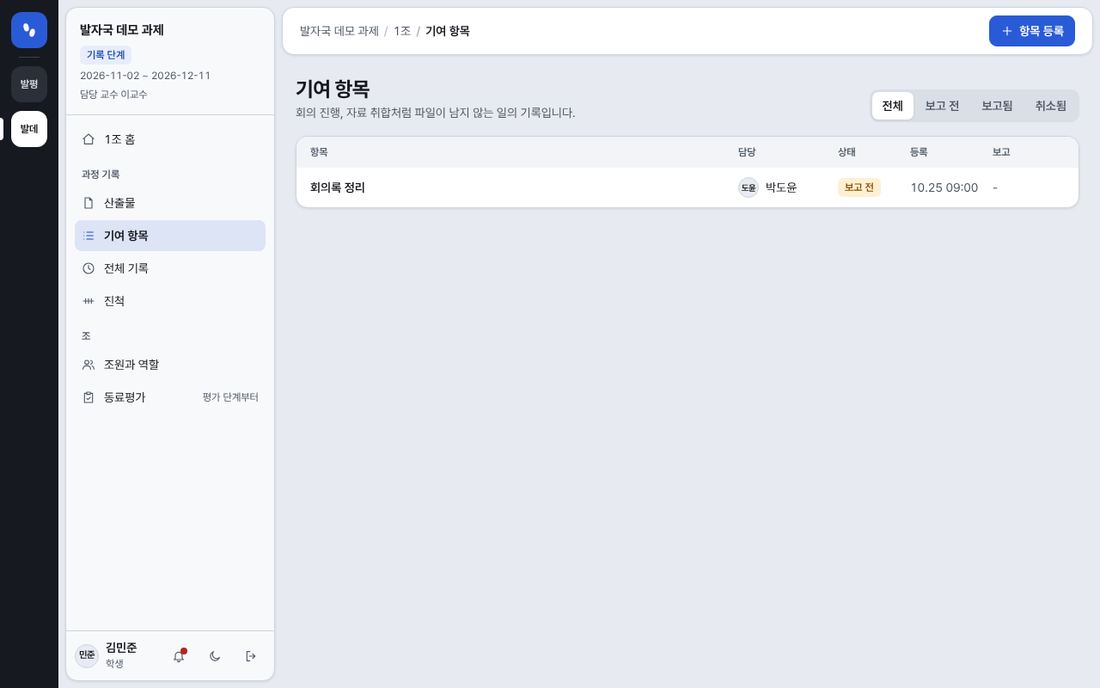 발자국 데모 과제
기록 단계
2026-11-02 ~ 2026-12-11
담당 교수 이교수
발평
발데
1조 홈
과정 기록
산출물
기여 항목
전체 기록
진척
조
조원과 역할
동료평가 평가 단계부터
민준 김민준
학생
발자국 데모 과제 / 1조 / 기여 항목
+ 항목 등록
기여 항목
회의 진행, 자료 취합처럼 파일이 남지 않는 일의 기록입니다.
전체 보고 전 보고됨 취소됨
항목 담당 상태 등록 보고
회의록 정리 도윤 박도윤 보고 전 10.25 09:00 -